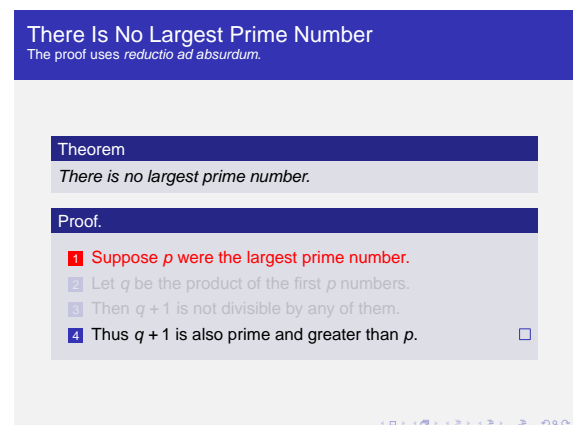 There Is No Largest Prime Number
The proof uses reductio ad absurdum.
Theorem
There is no largest prime number.
Proof.
1 Suppose p were the largest prime number.
2 Let q be the product of the first p numbers.
3 Then q + 1 is not divisible by any of them.
4 Thus q + 1 is also prime and greater than p. □